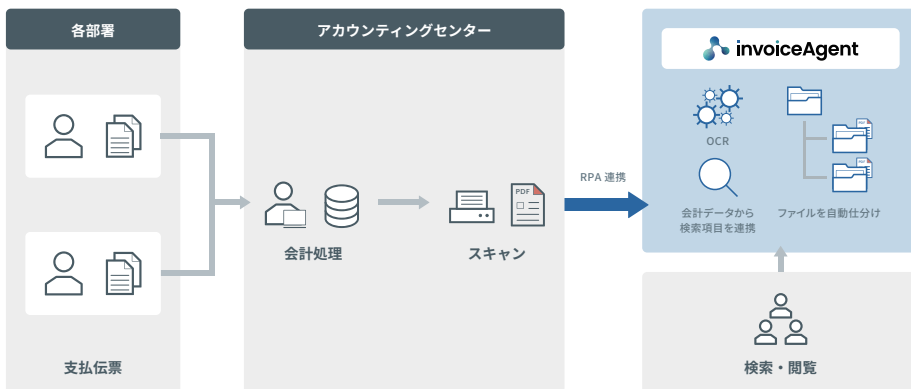 各部署
支払伝票
アカウンティングセンター
会計処理
スキャン
PDF
RPA 連携
invoiceAgent
OCR
会計データから
検索項目を連携
ファイルを自動仕分け
検索・閲覧